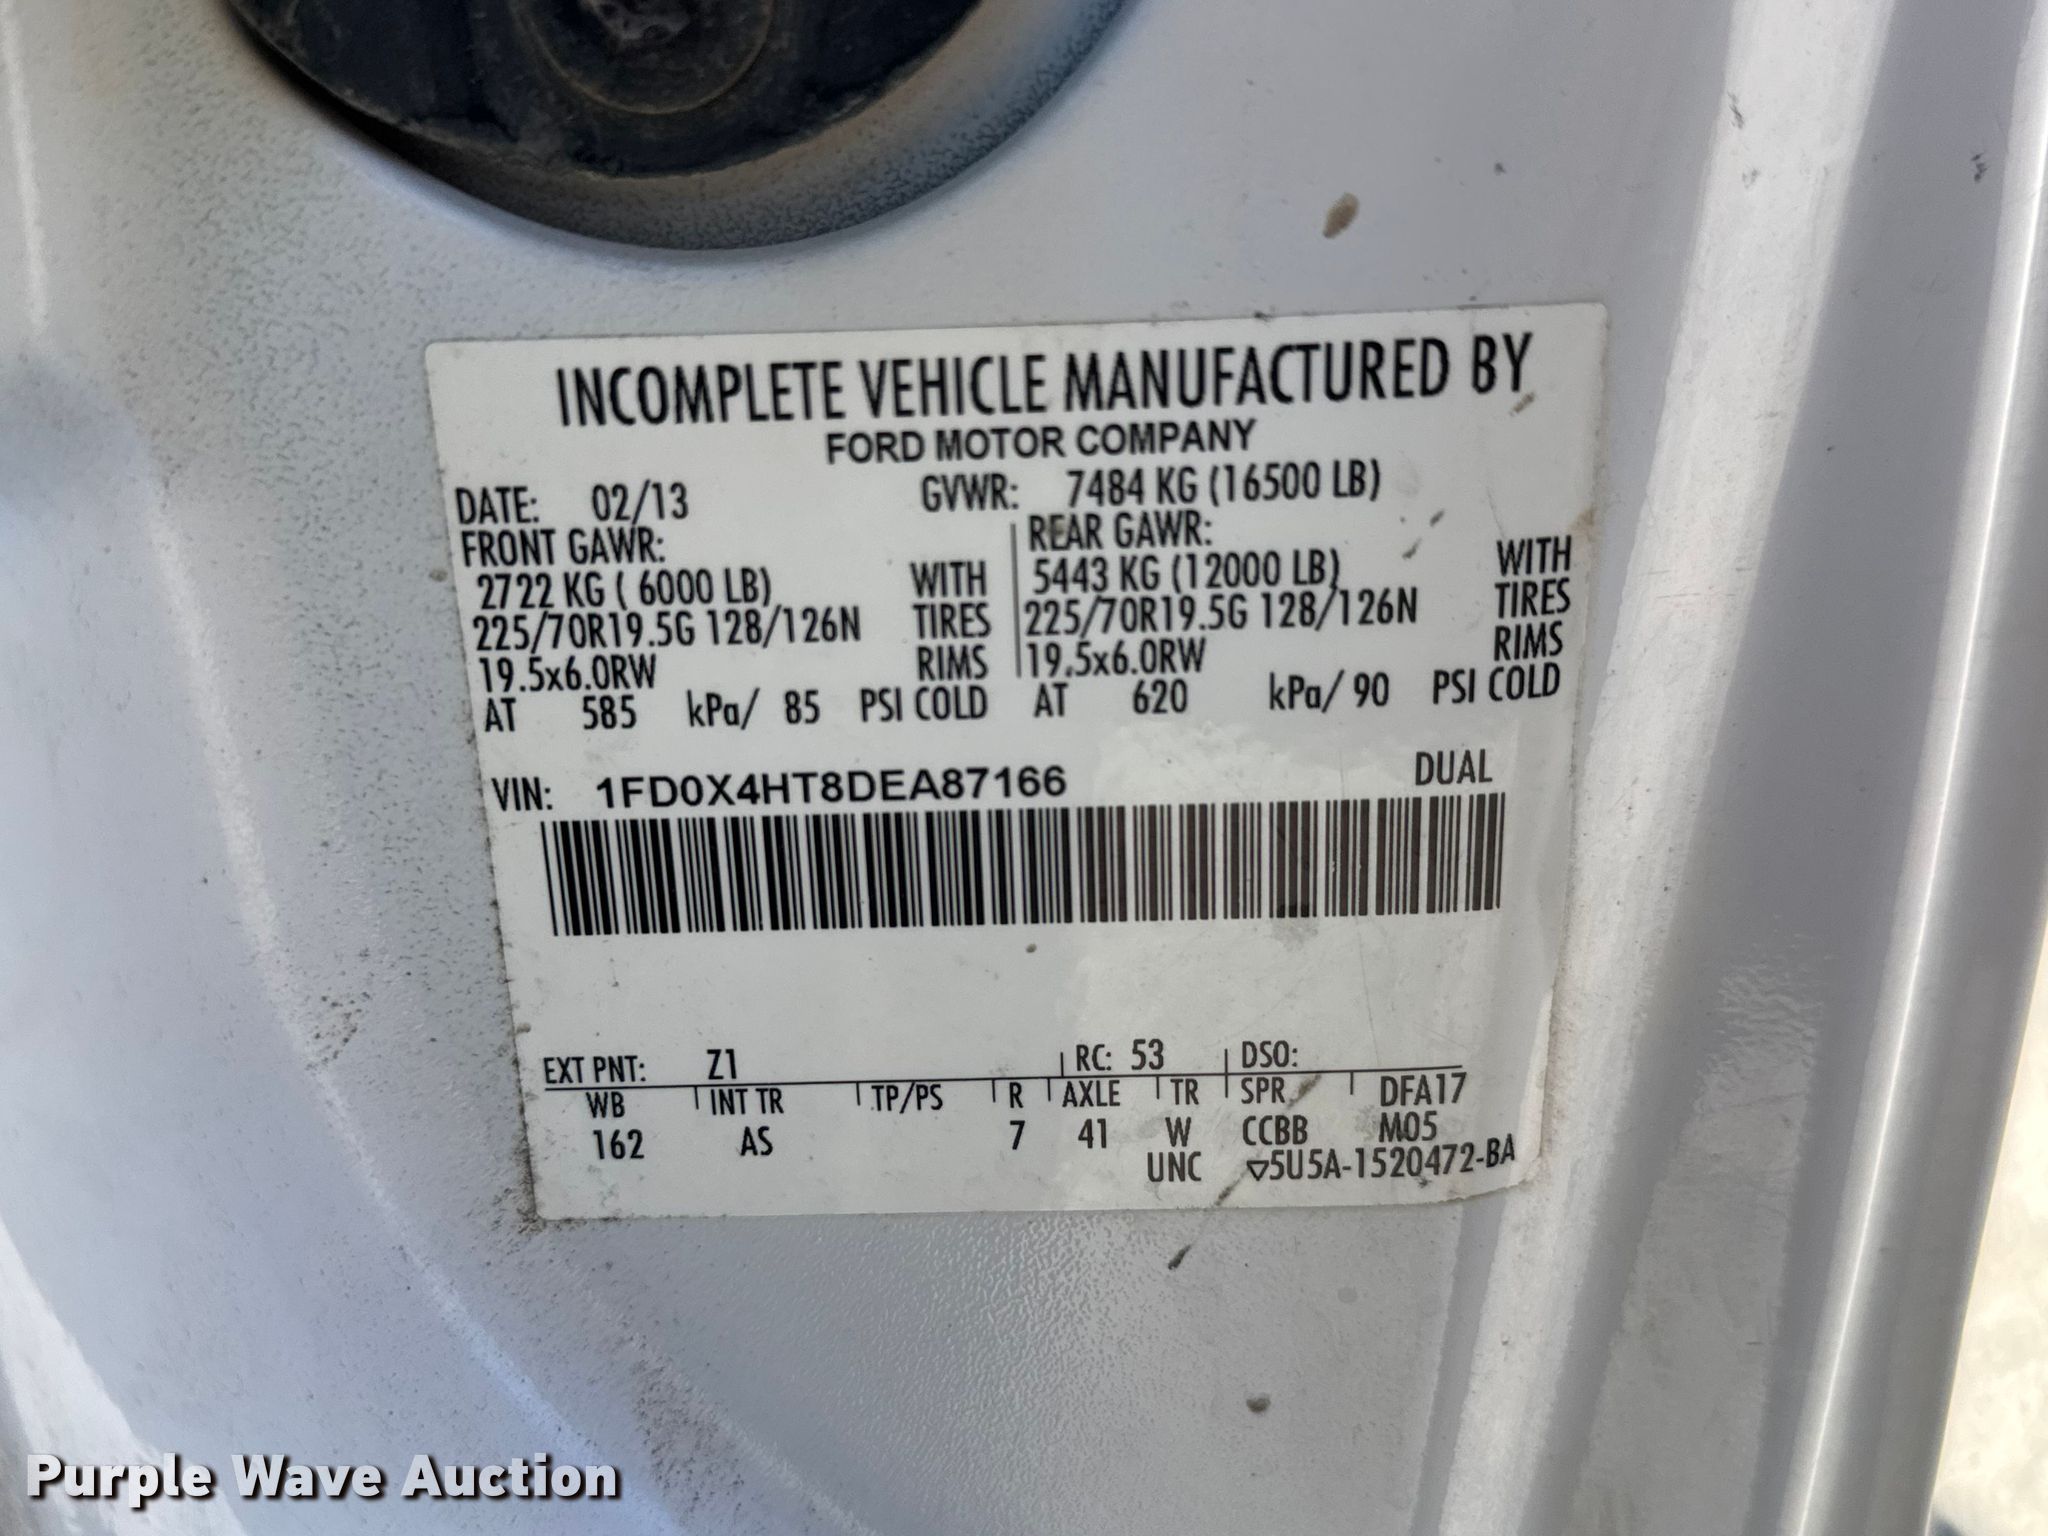 INCOMPLETE VEHICLE MANUFACTURED BY
FORD MOTOR COMPANY
DATE: 02/13 GVWR: 7484 KG (16500 LB)
FRONT GAWR: REAR GAWR:
2722 KG ( 6000 LB) WITH 5443 KG (12000 LB) WITH
225/70R19.5G 128/126N TIRES 225/70R19.5G 128/126N TIRES
19.5x6.0RW RIMS 19.5x6.0RW RIMS
AT 585 kPa/ 85 PSI COLD AT 620 kPa/ 90 PSI COLD
VIN: 1FD0X4HT8DEA87166 DUAL
EXT PNT: Z1 RC: 53 DSO:
WB INT TR TP/PS R AXLE TR SPR DFA17
162 AS 7 41 W CCBB M05
UNC ▽5U5A-1520472-BA
Purple Wave Auction